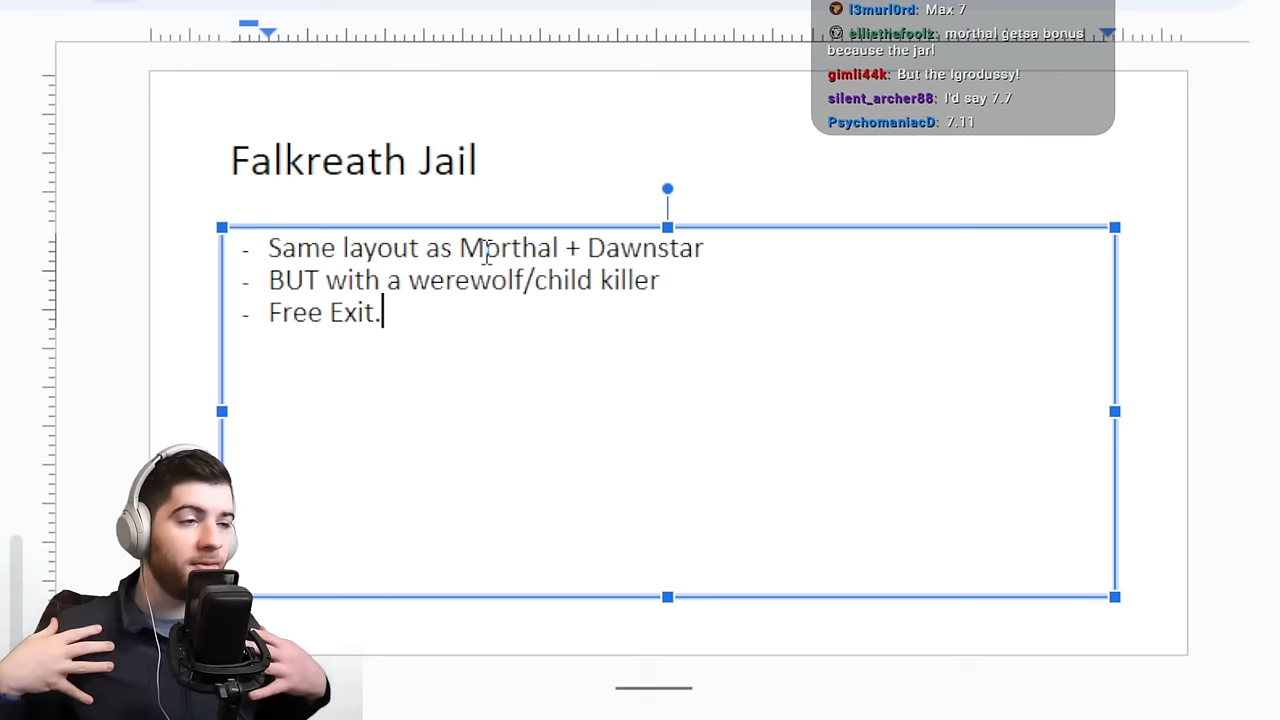 l3murl0rd: Max 7
elliethefoolz: morthal getsa bonus
because the jarl
gimli44k: But the Igrodussy!
silent_archer88: I'd say 7.7
PsychomaniacD: 7.11
Falkreath Jail
- Same layout as Morthal + Dawnstar
- BUT with a werewolf/child killer
- Free Exit.